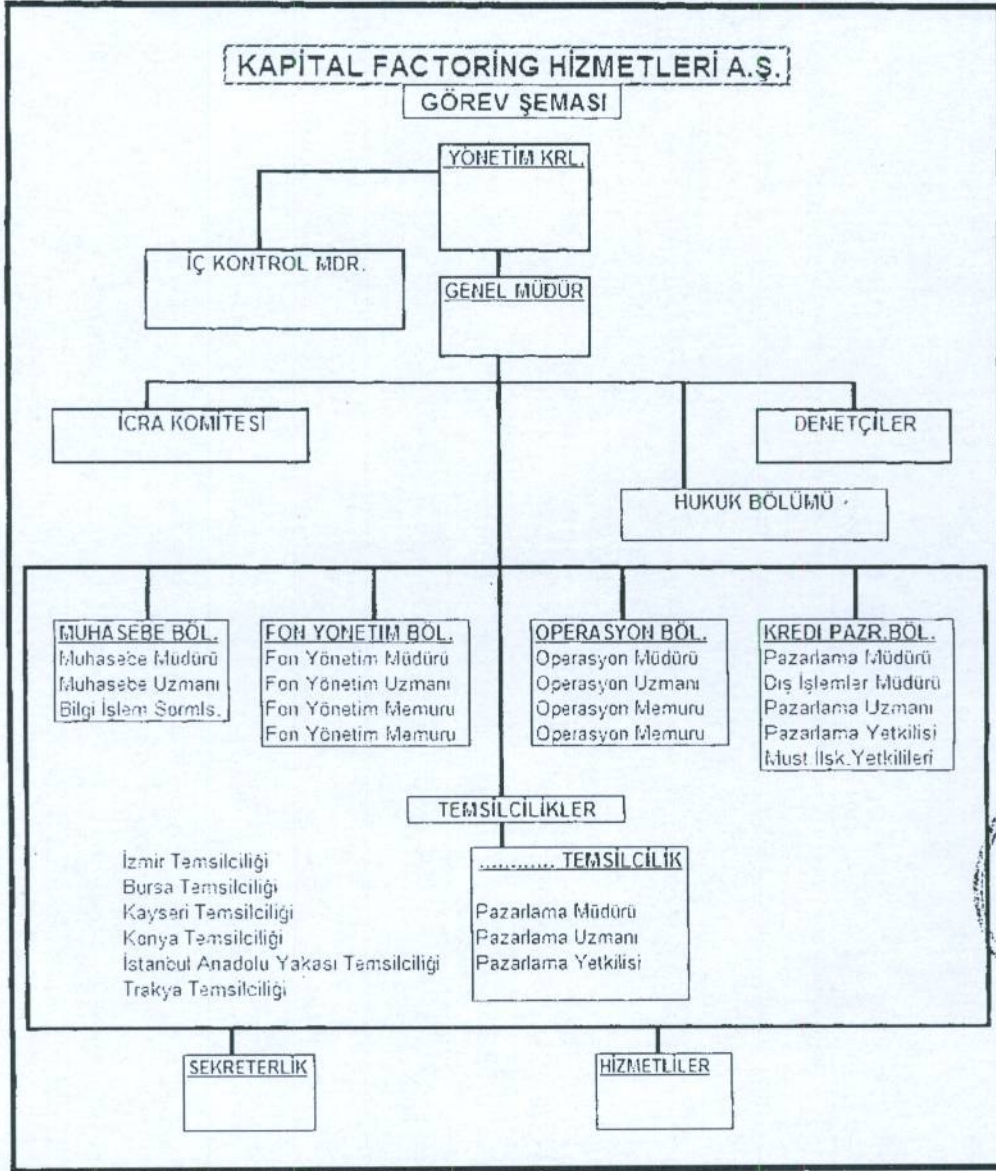 KAPİTAL FACTORİNG HİZMETLERİ A.Ş.
GÖREV ŞEMASI
YÖNETİM KRL.
İÇ KONTROL MDR.
GENEL MÜDÜR
İCRA KOMİTESİ
DENETÇİLER
HUKUK BÖLÜMÜ
MUHASEBE BÖL.
Muhasebe Müdürü
Muhasebe Uzmanı
Bilgi İşlem Sormls.
FON YONETIM BÖL.
Fon Yönetim Müdürü
Fon Yönetim Uzmanı
Fon Yönetim Memuru
Fon Yönetim Memuru
OPERASYON BÖL.
Operasyon Müdürü
Operasyon Uzmanı
Operasyon Memuru
Operasyon Memuru
KREDI PAZR.BÖL.
Pazarlama Müdürü
Dış İşlemler Müdürü
Pazarlama Uzmanı
Pazarlama Yetkilisi
Must.İlşk.Yetkilileri
TEMSİLCİLİKLER
İzmir Temsilciliği
Bursa Temsilciliği
Kayseri Temsilciliği
Konya Temsilciliği
İstanbul Anadolu Yakası Temsilciliği
Trakya Temsilciliği
.......... TEMSİLCİLİK
Pazarlama Müdürü
Pazarlama Uzmanı
Pazarlama Yetkilisi
SEKRETERLİK
HİZMETLİLER